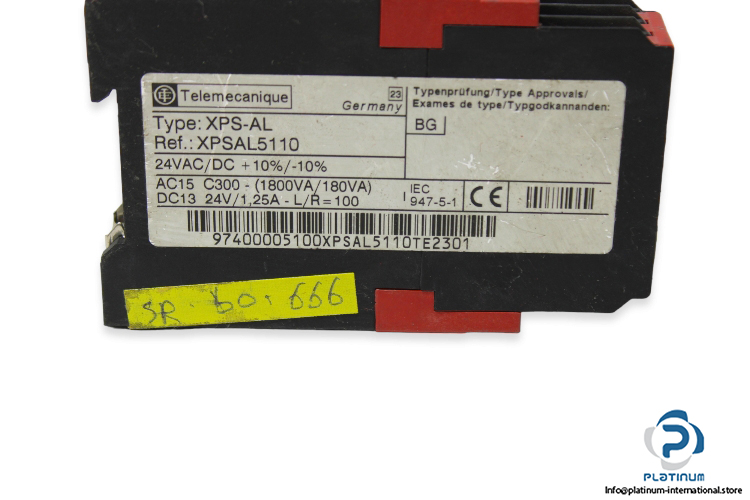 Telemecanique
23
Germany
Type: XPS-AL
Ref.: XPSAL5110
24VAC/DC +10%/-10%
AC15 C300 - (1800VA/180VA)
DC13 24V/1,25A - L/R = 100
Typenprüfung/Type Approvals/
Exames de type/Typgodkannanden:
BG
IEC
947-5-1
CE
97400005100XPSAL5110TE2301
SR-60.666
PLATINUM
Info@platinum-international.store